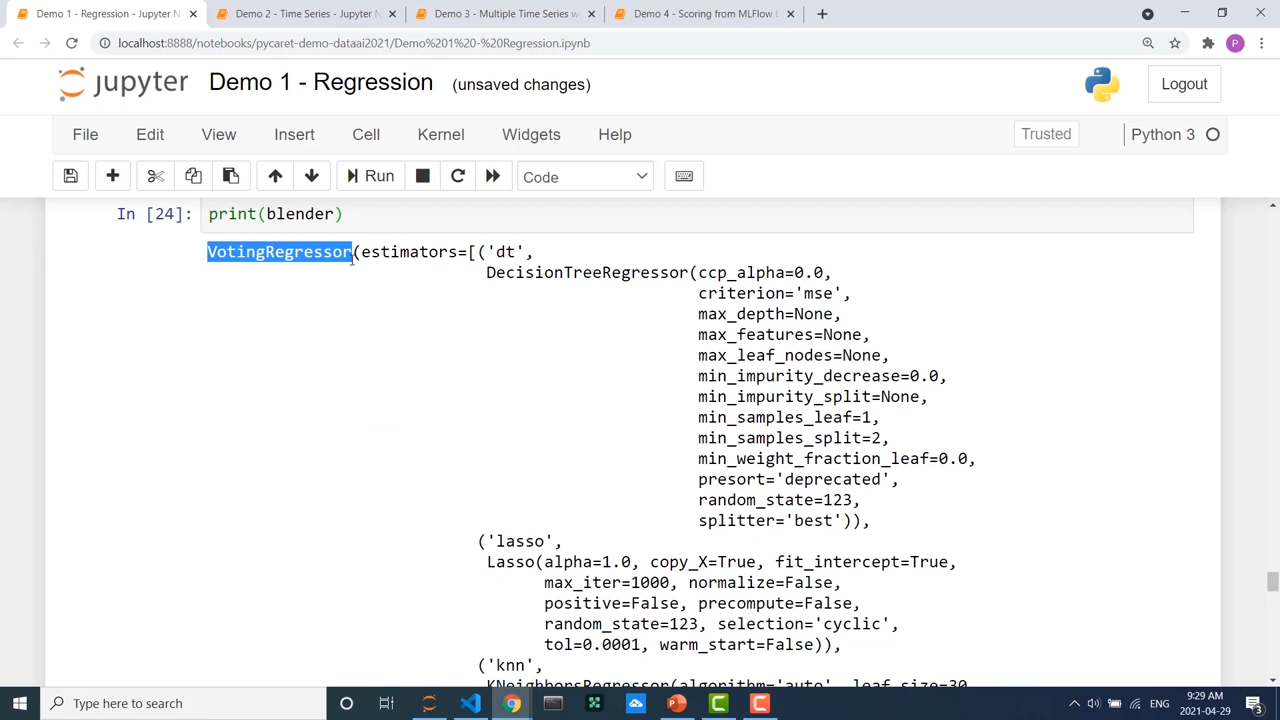 Demo 1 - Regression - Jupyter N
Demo 2 - Time Series - Jupyter N
Demo 3 - Multiple Time Series w
Demo 4 - Scoring from MLFlow L
localhost:8888/notebooks/pycaret-demo-dataai2021/Demo%201%20-%20Regression.ipynb
P
jupyter Demo 1 - Regression (unsaved changes)
Logout
File Edit View Insert Cell Kernel Widgets Help
Trusted
Python 3
Run
Code
In [24]: print(blender)
VotingRegressor(estimators=[('dt',
DecisionTreeRegressor(ccp_alpha=0.0,
criterion='mse',
max_depth=None,
max_features=None,
max_leaf_nodes=None,
min_impurity_decrease=0.0,
min_impurity_split=None,
min_samples_leaf=1,
min_samples_split=2,
min_weight_fraction_leaf=0.0,
presort='deprecated',
random_state=123,
splitter='best')),
('lasso',
Lasso(alpha=1.0, copy_X=True, fit_intercept=True,
max_iter=1000, normalize=False,
positive=False, precompute=False,
random_state=123, selection='cyclic',
tol=0.0001, warm_start=False)),
('knn',
KNeighborsRegressor(algorithm='auto', leaf_size=30,
Type here to search
9:29 AM
2021-04-29
3